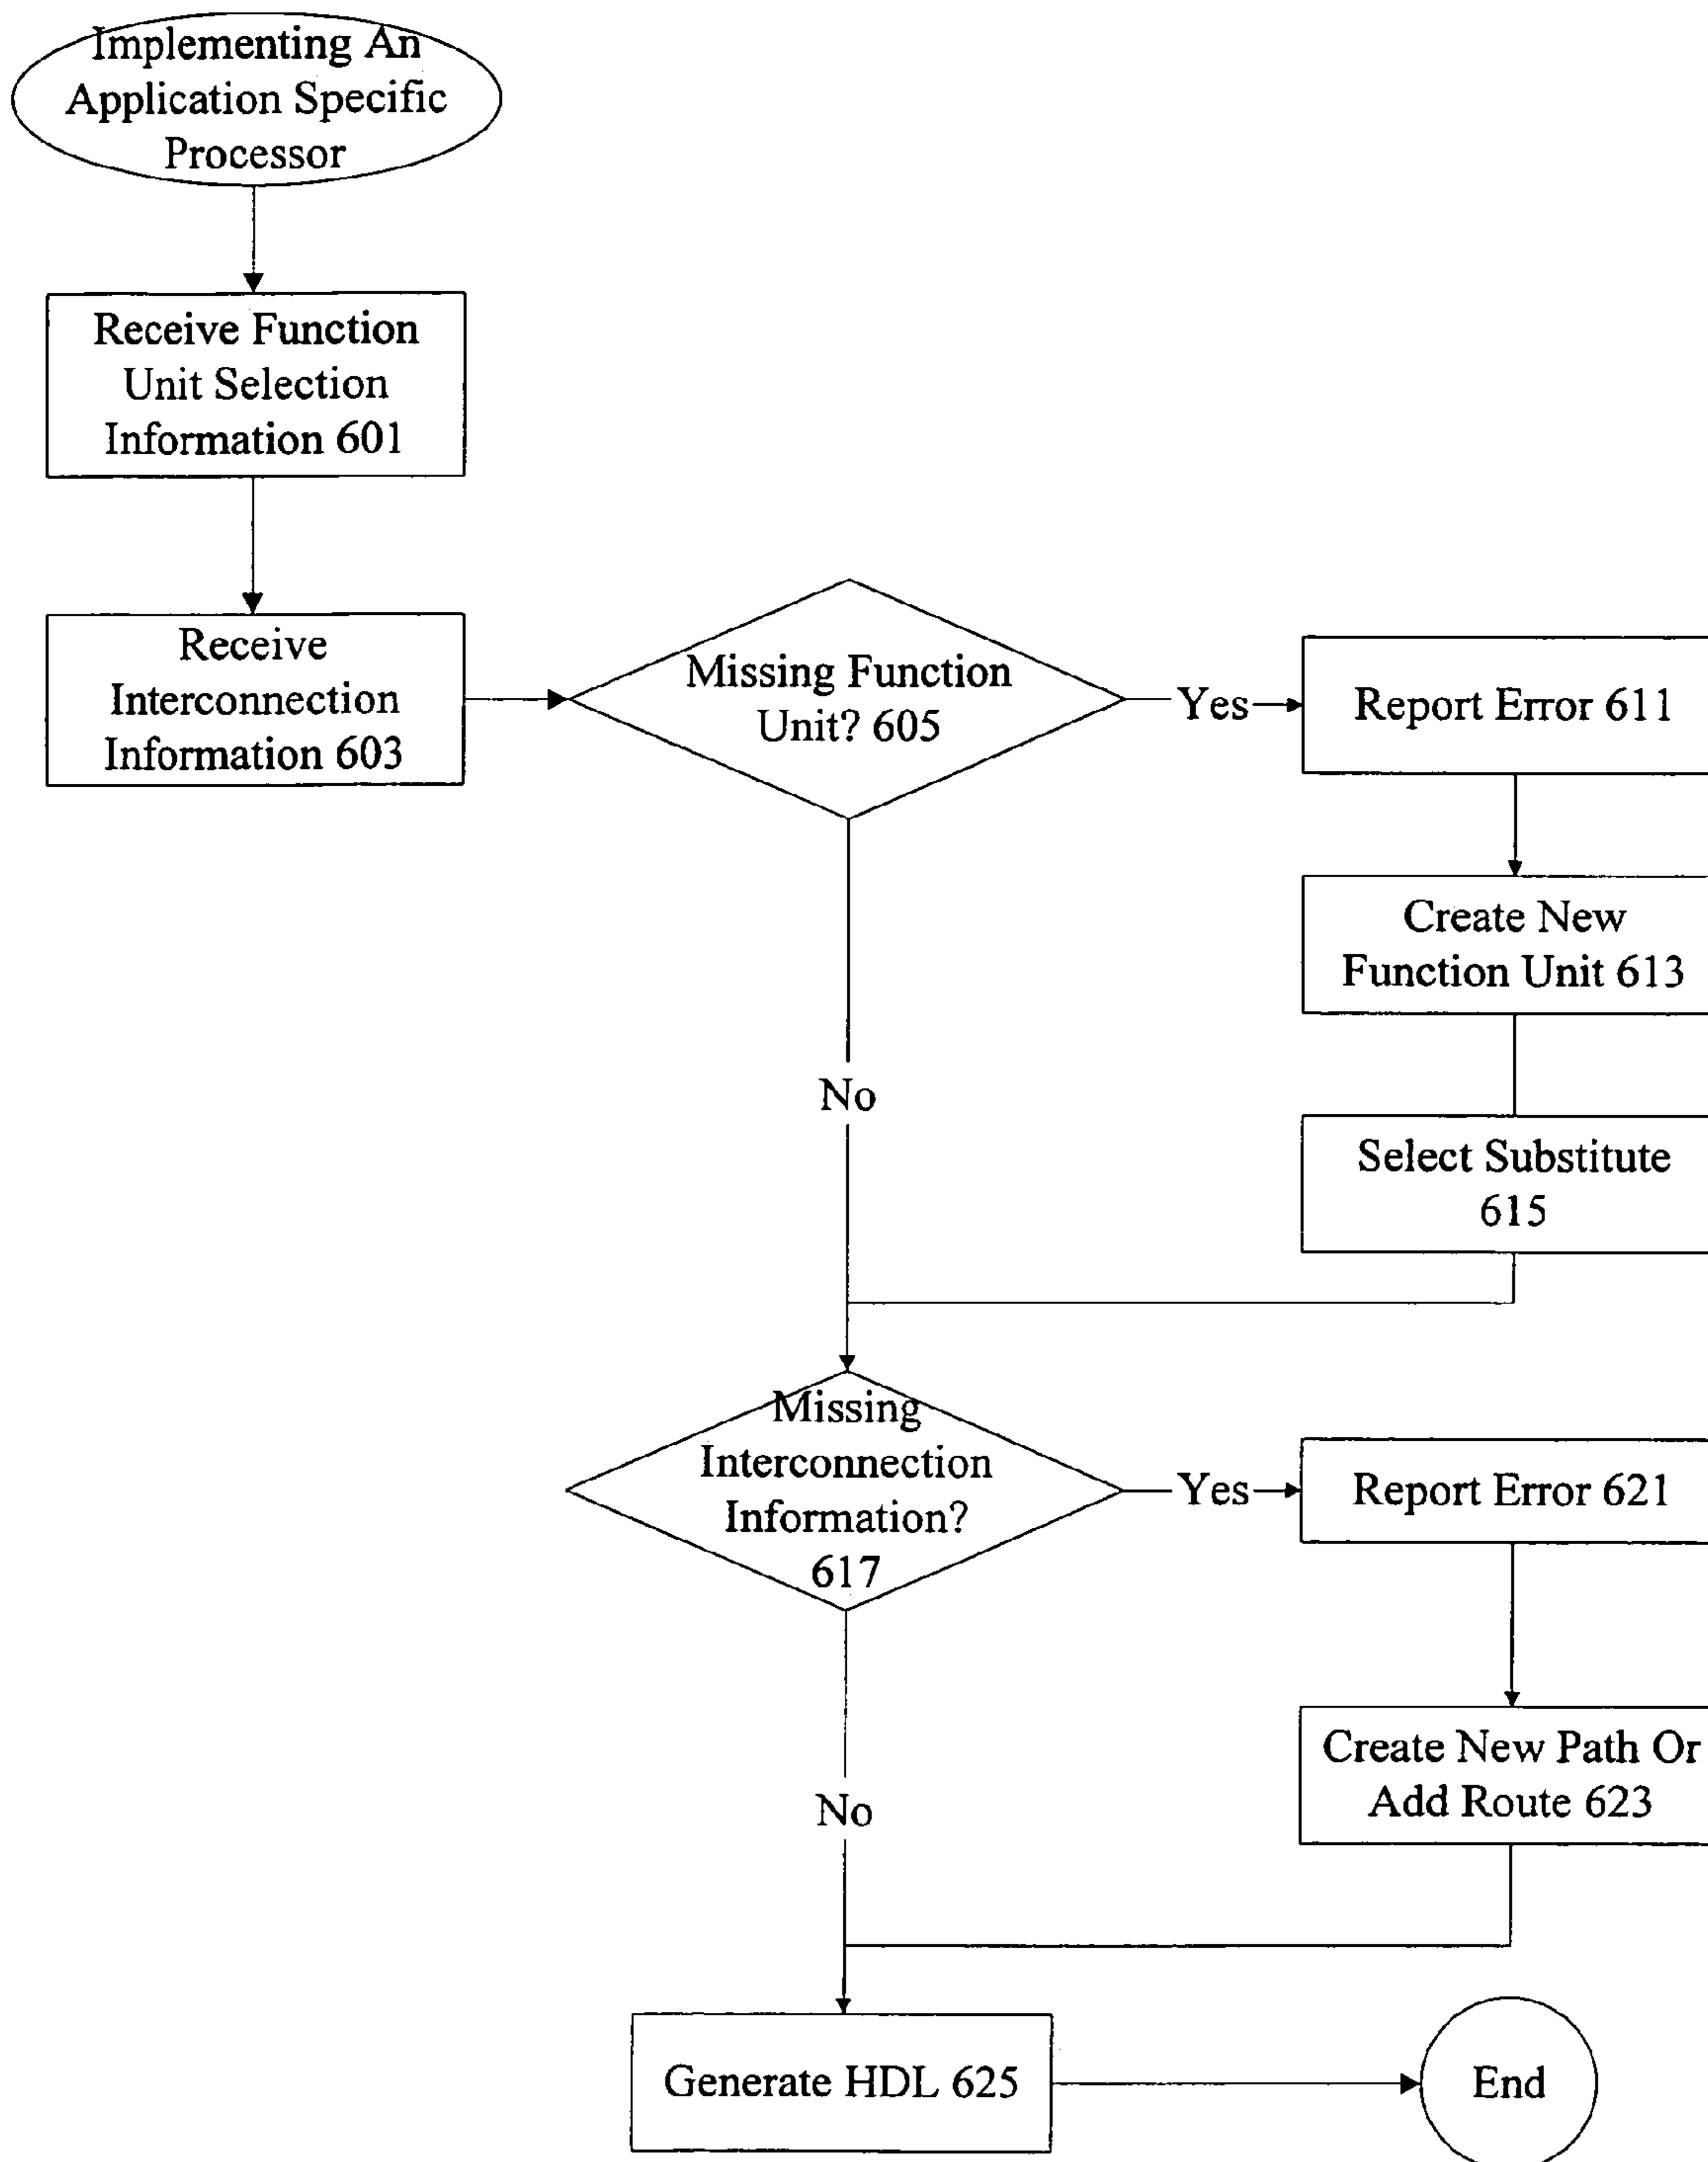 Implementing An
Application Specific
Processor
Receive Function
Unit Selection
Information 601
Receive
Interconnection
Information 603
Missing Function
Unit? 605
Yes
Report Error 611
Create New
Function Unit 613
No
Select Substitute
615
Missing
Interconnection
Information?
617
Yes
Report Error 621
Create New Path Or
Add Route 623
No
Generate HDL 625
End